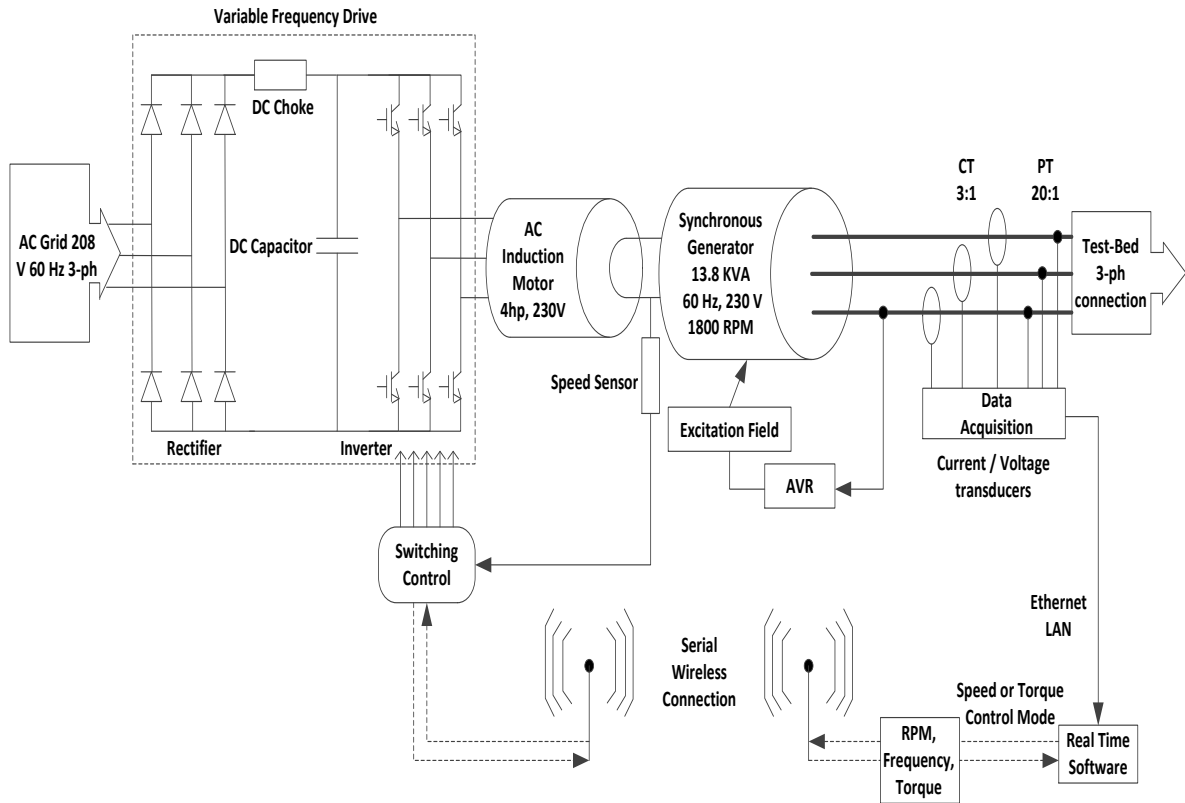 Variable Frequency Drive
DC Choke
AC Grid 208
V 60 Hz 3-ph
DC Capacitor
Rectifier
Inverter
AC
Induction
Motor
4hp, 230V
Synchronous
Generator
13.8 KVA
60 Hz, 230 V
1800 RPM
CT
3:1
PT
20:1
Test-Bed
3-ph
connection
Speed Sensor
Excitation Field
AVR
Data
Acquisition
Current / Voltage
transducers
Switching
Control
Serial
Wireless
Connection
Ethernet
LAN
Speed or Torque
Control Mode
RPM,
Frequency,
Torque
Real Time
Software